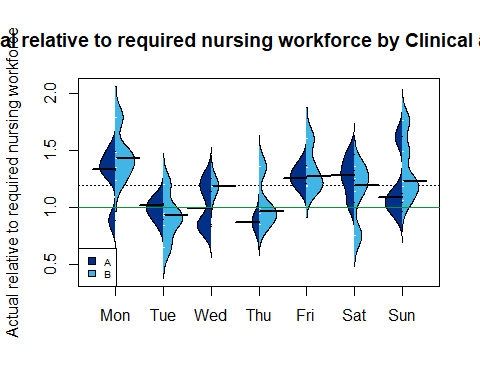 al relative to required nursing workforce by Clinical a
Actual relative to required nursing workforce
2.0
1.5
1.0
0.5
A
B
Mon Tue Wed Thu Fri Sat Sun